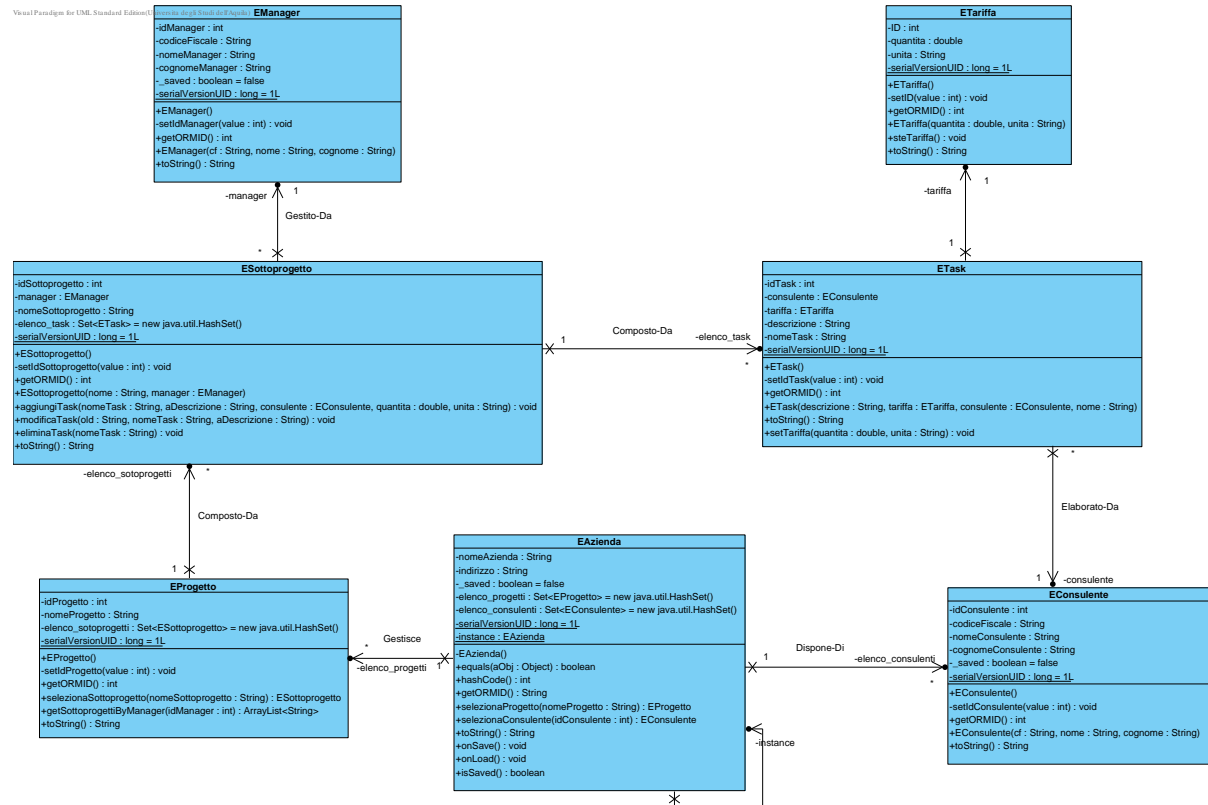 Visual Paradigm for UML Standard Edition(Universita degli Studi dell'Aquila)
EManager
-idManager : int
-codiceFiscale : String
-nomeManager : String
-cognomeManager : String
-_saved : boolean = false
-serialVersionUID : long = 1L
+EManager()
-setIdManager(value : int) : void
+getORMID() : int
+EManager(cf : String, nome : String, cognome : String)
+toString() : String
ETariffa
-ID : int
-quantita : double
-unita : String
-serialVersionUID : long = 1L
+ETariffa()
-setID(value : int) : void
+getORMID() : int
+ETariffa(quantita : double, unita : String)
+steTariffa() : void
+toString() : String
-manager
1
Gestito-Da
*
-tariffa
1
1
ESottoprogetto
-idSottoprogetto : int
-manager : EManager
-nomeSottoprogetto : String
-elenco_task : Set<ETask> = new java.util.HashSet()
-serialVersionUID : long = 1L
+ESottoprogetto()
-setIdSottoprogetto(value : int) : void
+getORMID() : int
+ESottoprogetto(nome : String, manager : EManager)
+aggiungiTask(nomeTask : String, aDescrizione : String, consulente : EConsulente, quantita : double, unita : String) : void
+modificaTask(old : String, nomeTask : String, aDescrizione : String) : void
+eliminaTask(nomeTask : String) : void
+toString() : String
Composto-Da
-elenco_task
1
*
ETask
-idTask : int
-consulente : EConsulente
-tariffa : ETariffa
-descrizione : String
-nomeTask : String
-serialVersionUID : long = 1L
+ETask()
-setIdTask(value : int) : void
+getORMID() : int
+ETask(descrizione : String, tariffa : ETariffa, consulente : EConsulente, nome : String)
+toString() : String
+setTariffa(quantita : double, unita : String) : void
-elenco_sotoprogetti
*
Composto-Da
1
*
Elaborato-Da
1
-consulente
EProgetto
-idProgetto : int
-nomeProgetto : String
-elenco_sotoprogetti : Set<ESottoprogetto> = new java.util.HashSet()
-serialVersionUID : long = 1L
+EProgetto()
-setIdProgetto(value : int) : void
+getORMID() : int
+selezionaSottoprogetto(nomeSottoprogetto : String) : ESottoprogetto
+getSottoprogettiByManager(idManager : int) : ArrayList<String>
+toString() : String
*
Gestisce
-elenco_progetti
1
EAzienda
-nomeAzienda : String
-indirizzo : String
-_saved : boolean = false
-elenco_progetti : Set<EProgetto> = new java.util.HashSet()
-elenco_consulenti : Set<EConsulente> = new java.util.HashSet()
-serialVersionUID : long = 1L
-instance : EAzienda
-EAzienda()
+equals(aObj : Object) : boolean
+hashCode() : int
+getORMID() : String
+selezionaProgetto(nomeProgetto : String) : EProgetto
+selezionaConsulente(idConsulente : int) : EConsulente
+toString() : String
+onSave() : void
+onLoad() : void
+isSaved() : boolean
1
Dispone-Di
-elenco_consulenti
*
-instance
EConsulente
-idConsulente : int
-codiceFiscale : String
-nomeConsulente : String
-cognomeConsulente : String
-_saved : boolean = false
-serialVersionUID : long = 1L
+EConsulente()
-setIdConsulente(value : int) : void
+getORMID() : int
+EConsulente(cf : String, nome : String, cognome : String)
+toString() : String